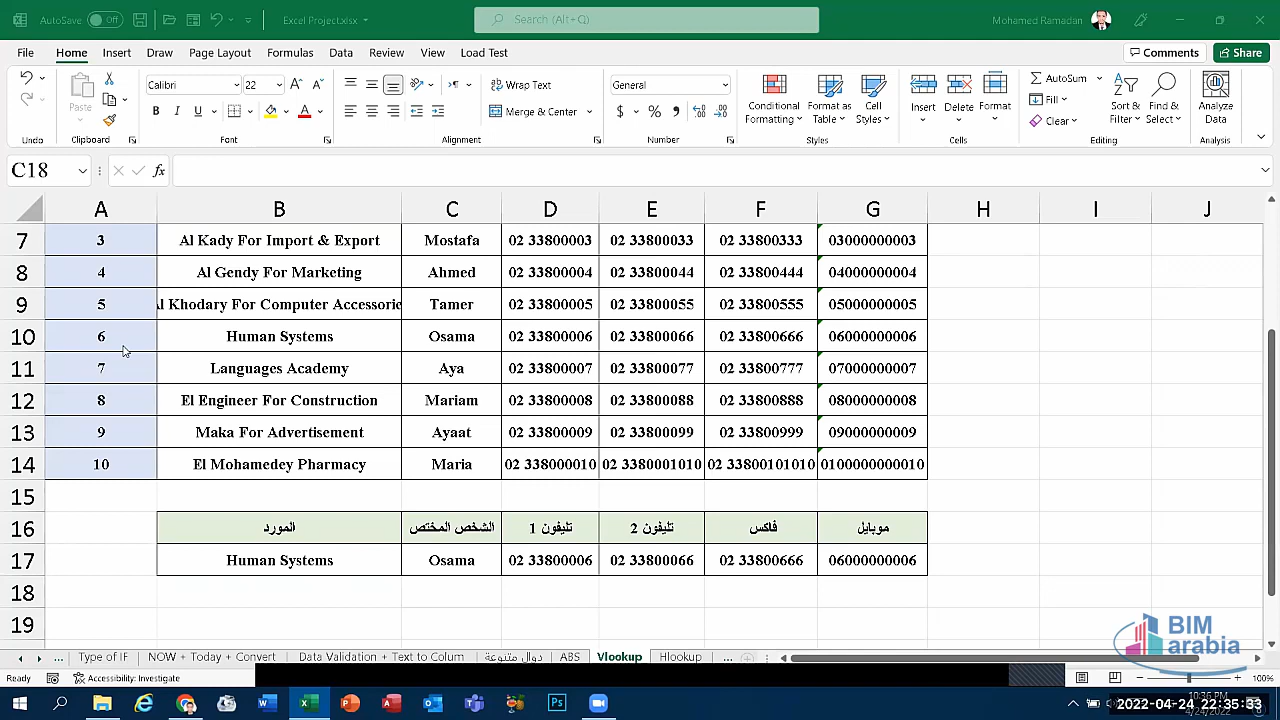 AutoSave Off Excel Project.xlsx Search (Alt+Q) Mohamed Ramadan
File Home Insert Draw Page Layout Formulas Data Review View Load Test Comments Share
Calibri 22 A A Wrap Text General AutoSum
Paste B I U A Merge & Center $ % , Conditional Formatting Format as Table Cell Styles Insert Delete Format Fill Clear Sort & Filter Find & Select Analyze Data
Undo Clipboard Font Alignment Number Styles Cells Editing Analysis
C18 fx
A B C D E F G H I J
7 3 Al Kady For Import & Export Mostafa 02 33800003 02 33800033 02 33800333 03000000003
8 4 Al Gendy For Marketing Ahmed 02 33800004 02 33800044 02 33800444 04000000004
9 5 l Khodary For Computer Accessorie Tamer 02 33800005 02 33800055 02 33800555 05000000005
10 6 Human Systems Osama 02 33800006 02 33800066 02 33800666 06000000006
11 7 Languages Academy Aya 02 33800007 02 33800077 02 33800777 07000000007
12 8 El Engineer For Construction Mariam 02 33800008 02 33800088 02 33800888 08000000008
13 9 Maka For Advertisement Ayaat 02 33800009 02 33800099 02 33800999 09000000009
14 10 El Mohamedey Pharmacy Maria 02 338000010 02 3380001010 02 33800101010 0100000000010
15
16 المورد الشخص المختص تليفون 1 تليفون 2 فاكس موبايل
17 Human Systems Osama 02 33800006 02 33800066 02 33800666 06000000006
18
19
BIM
arabia
... Type of IF NOW + Today + Convert Data Validation + Text to Colum دوال متنوعة ABS Vlookup Hlookup ...
Ready Accessibility: Investigate 100%
10:36 PM
2022-04-24 22:35:33
4/24/2022